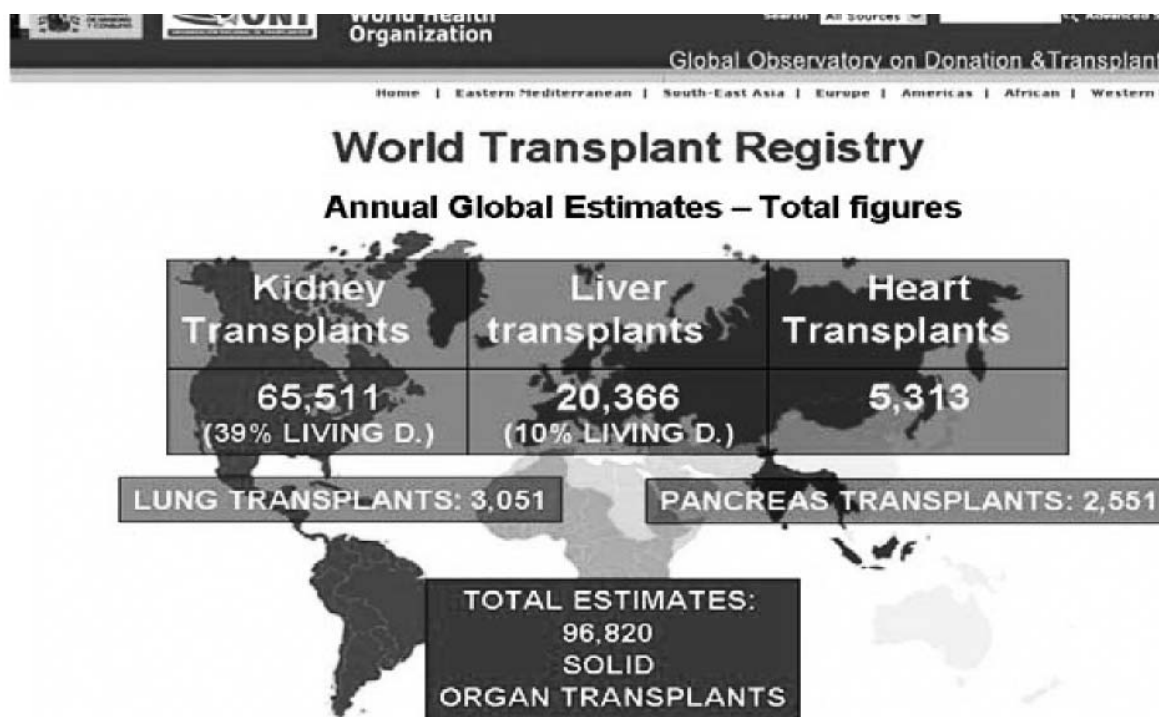 ONT
World Health
Organization
Search All Sources
Advanced
Global Observatory on Donation & Transplant
Home | Eastern Mediterranean | South-East Asia | Europe | Americas | African | Western
World Transplant Registry
Annual Global Estimates – Total figures
Kidney
Transplants
Liver
transplants
Heart
Transplants
65,511
(39% LIVING D.)
20,366
(10% LIVING D.)
5,313
LUNG TRANSPLANTS: 3,051
PANCREAS TRANSPLANTS: 2,551
TOTAL ESTIMATES:
96,820
SOLID
ORGAN TRANSPLANTS